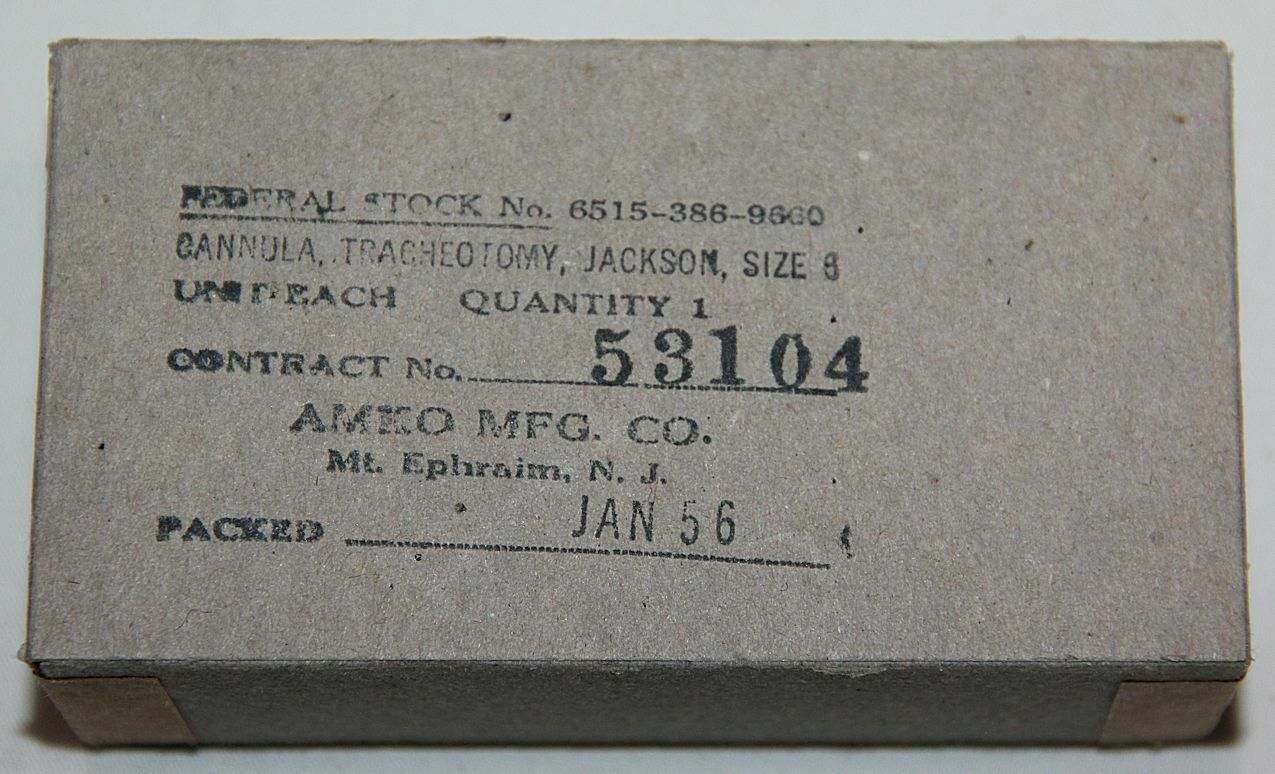 FEDERAL STOCK No. 6515-386-9660
CANNULA, TRACHEOTOMY, JACKSON, SIZE
UNIT EACH QUANTITY 1
CONTRACT No. 53104
AMKO MFG. CO.
Mt. Ephraim, N. J.
PACKED JAN 56